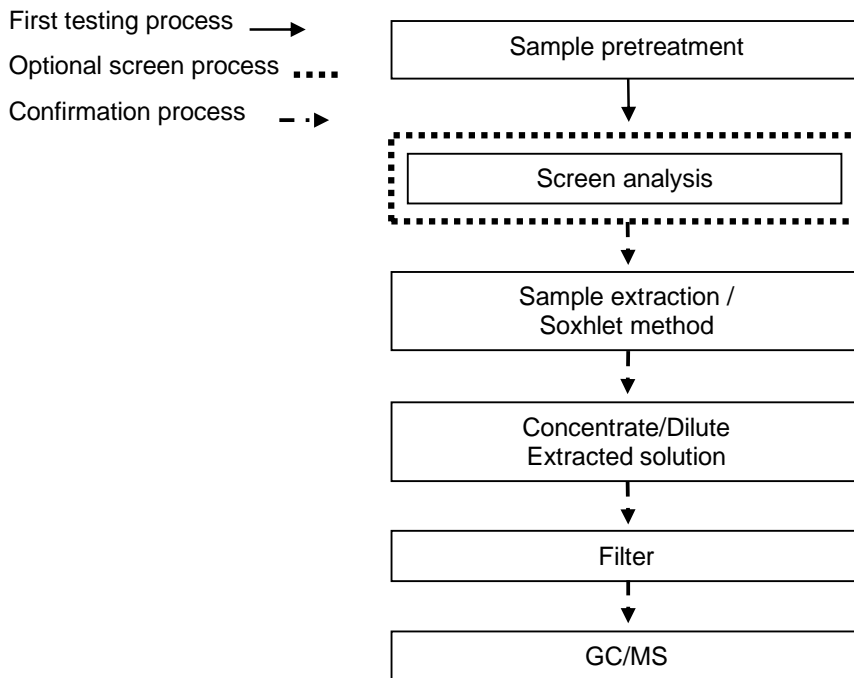 First testing process
Optional screen process
Confirmation process
Sample pretreatment
Screen analysis
Sample extraction /
Soxhlet method
Concentrate/Dilute
Extracted solution
Filter
GC/MS